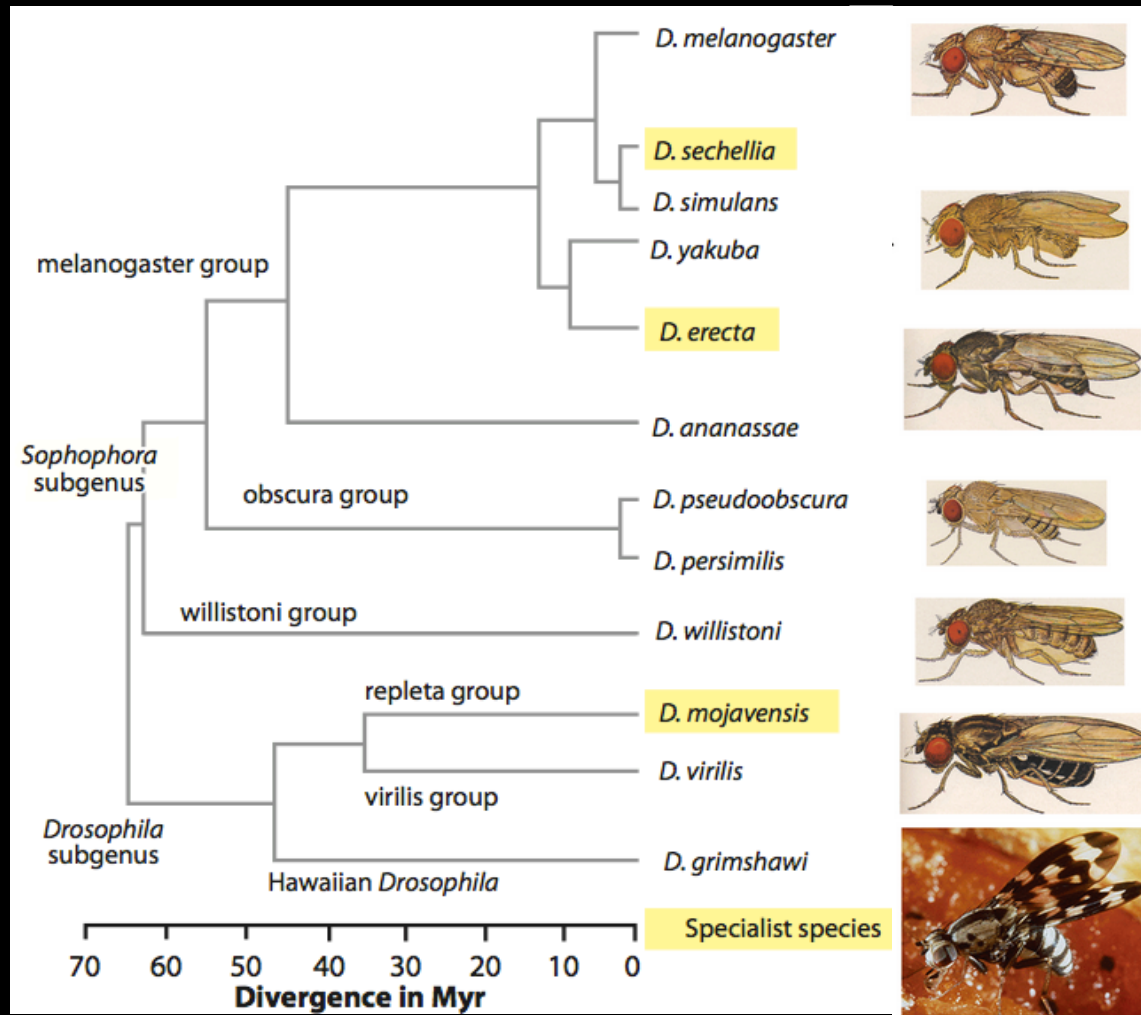 D. melanogaster
D. sechellia
D. simulans
D. yakuba
melanogaster group
D. erecta
D. ananassae
Sophophora
subgenus
obscura group
D. pseudoobscura
D. persimilis
willistoni group
D. willistoni
repleta group
D. mojavensis
D. virilis
virilis group
Drosophila
subgenus
D. grimshawi
Hawaiian Drosophila
Specialist species
70 60 50 40 30 20 10 0
Divergence in Myr